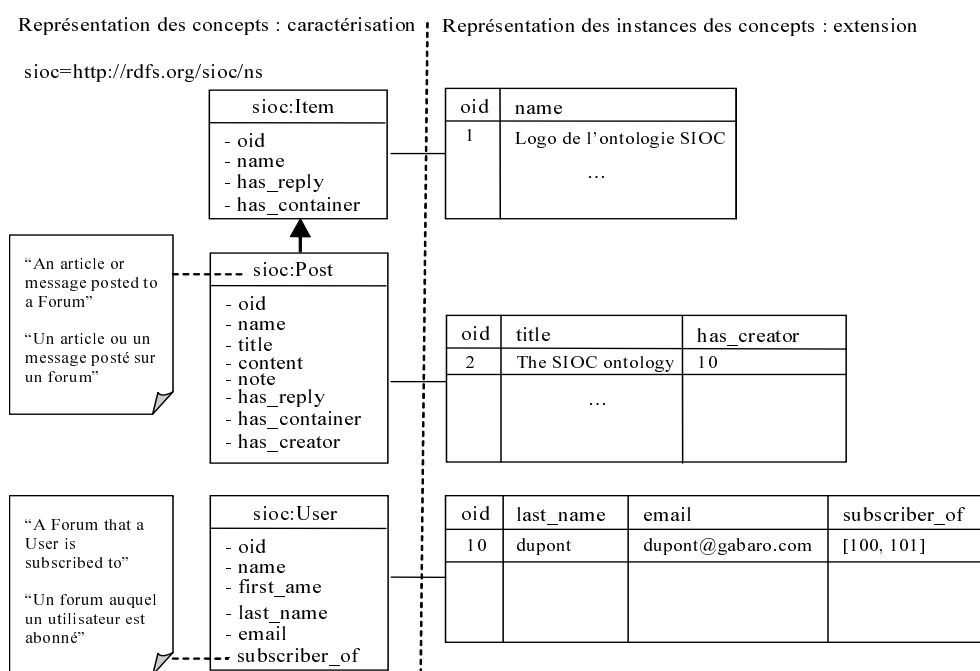 Représentation des concepts : caractérisation
Représentation des instances des concepts : extension
sioc=http://rdfs.org/sioc/ns
sioc:Item
- oid
- name
- has_reply
- has_container
oid name
1 Logo de l'ontologie SIOC
...
“An article or
message posted to
a Forum”
“Un article ou un
message posté sur
un forum”
sioc:Post
- oid
- name
- title
- content
- note
- has_reply
- has_container
- has_creator
oid title has_creator
2 The SIOC ontology 10
...
“A Forum that a
User is
subscribed to”
“Un forum auquel
un utilisateur est
abonné”
sioc:User
- oid
- name
- first_ame
- last_name
- email
- subscriber_of
oid last_name email subscriber_of
10 dupont dupont@gabaro.com [100, 101]